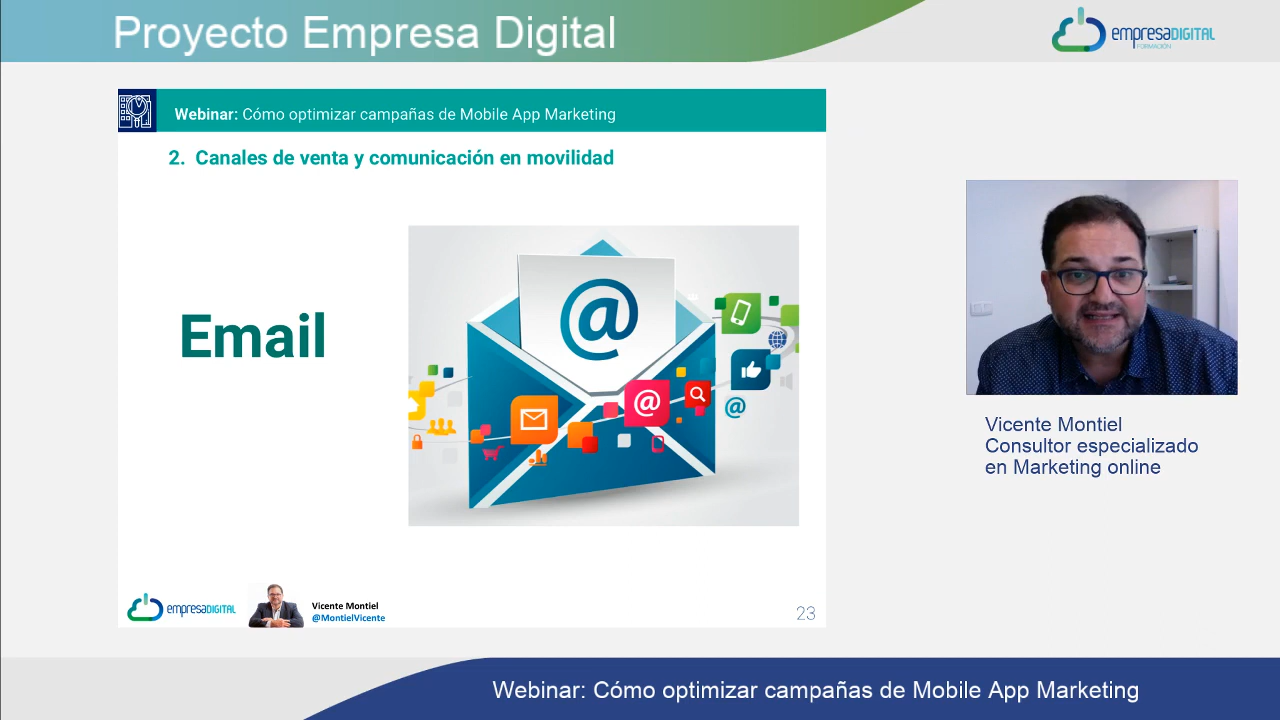 Proyecto Empresa Digital
empresaDIGITAL
FORMACIÓN
Webinar: Cómo optimizar campañas de Mobile App Marketing
2. Canales de venta y comunicación en movilidad
Email
@
@
@
Vicente Montiel
Consultor especializado
en Marketing online
empresaDIGITAL
Vicente Montiel
@MontielVicente
23
Webinar: Cómo optimizar campañas de Mobile App Marketing